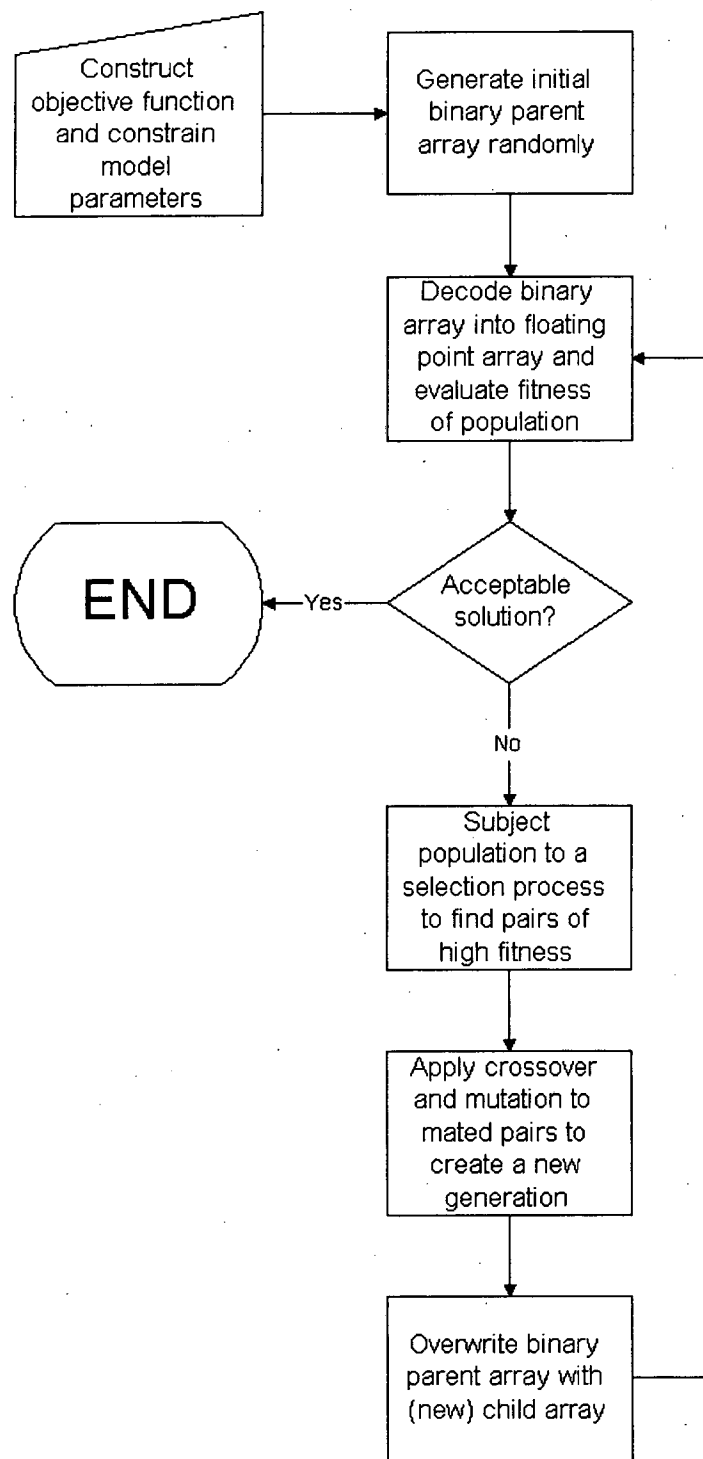 Construct
objective function
and constrain
model
parameters
Generate initial
binary parent
array randomly
Decode binary
array into floating
point array and
evaluate fitness
of population
Acceptable
solution?
Yes
END
No
Subject
population to a
selection process
to find pairs of
high fitness
Apply crossover
and mutation to
mated pairs to
create a new
generation
Overwrite binary
parent array with
(new) child array